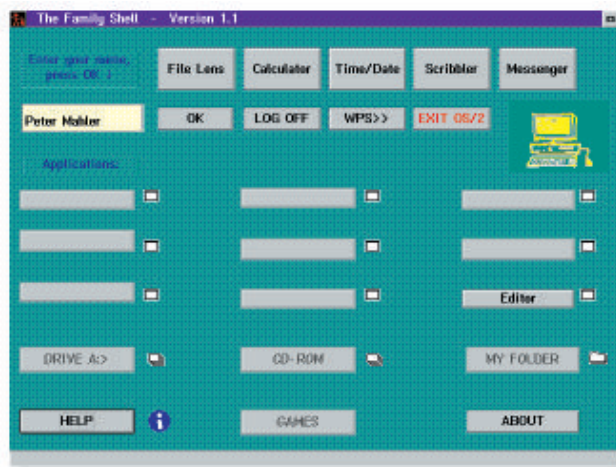 The Family Shell - Version 1.1
Enter your name,
press OK !
File Lens
Calculator
Time/Date
Scribbler
Messenger
Peter Mahler
OK
LOG OFF
WPS>>
EXIT OS/2
Applications:
Editor
DRIVE A:>
CD-ROM
MY FOLDER
HELP
GAMES
ABOUT